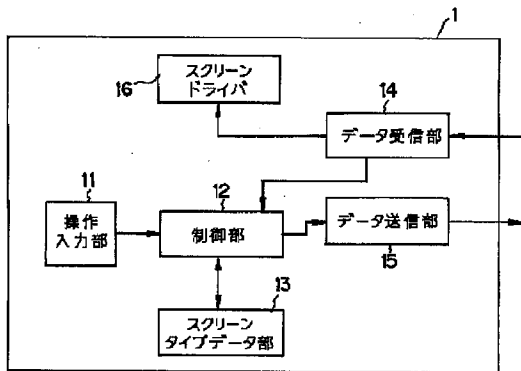 1
スクリーン
ドライバ
16
14
データ受信部
11
操作
入力部
12
制御部
データ送信部
15
13
スクリーン
タイプデータ部